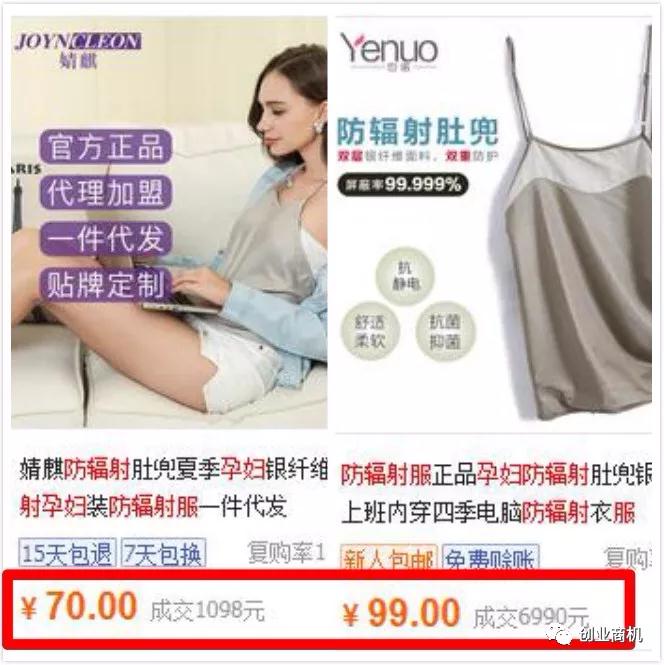 JOYNCLEON
婧麒
ARIS
官方正品
代理加盟
一件代发
贴牌定制
婧麒防辐射肚兜夏季孕妇银纤维
射孕妇装防辐射服一件代发
15天包退 7天包换 复购率1
¥ 70.00 成交1098元
Yenuo
防辐射肚兜
双层银纤维面料,双重防护
屏蔽率99.999%
抗
静电
舒适
柔软
抗菌
抑菌
防辐射服正品孕妇防辐射肚兜银
上班内穿四季电脑防辐射衣服
新人包邮 免费赊账 复购率
¥ 99.00 成交6990元
创业商机